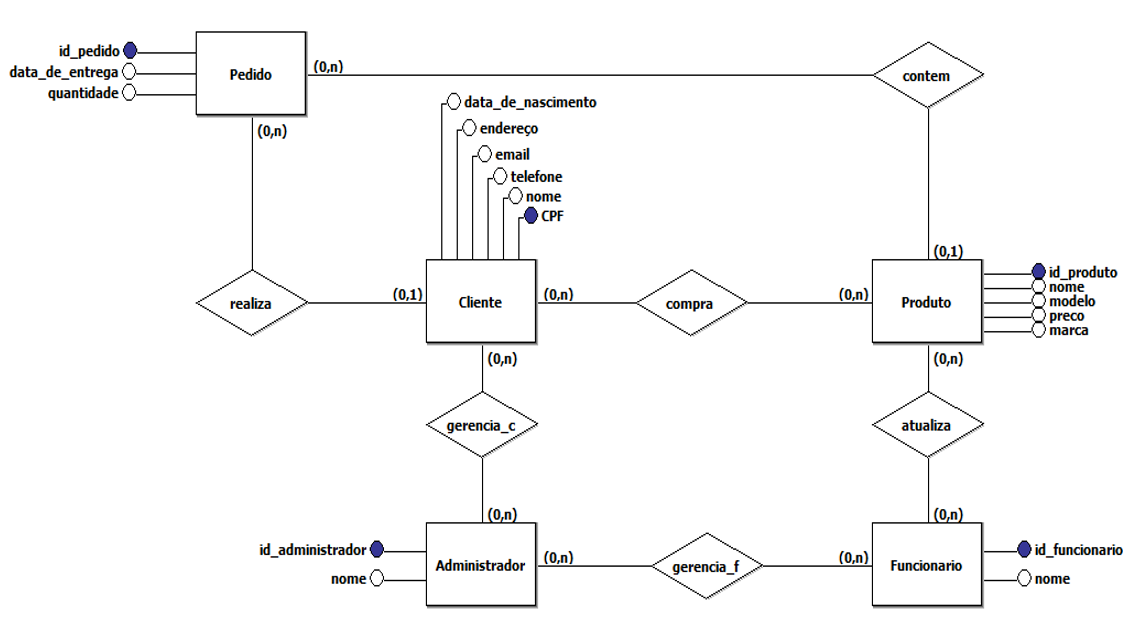 id_pedido
data_de_entrega
quantidade
Pedido
(0,n)
contem
(0,n)
data_de_nascimento
endereço
email
telefone
nome
CPF
(0,1)
realiza
(0,1)
Cliente
(0,n)
compra
(0,n)
Produto
id_produto
nome
modelo
preco
marca
(0,n)
(0,n)
gerencia_c
atualiza
(0,n)
(0,n)
id_administrador
nome
Administrador
(0,n)
gerencia_f
(0,n)
Funcionario
id_funcionario
nome